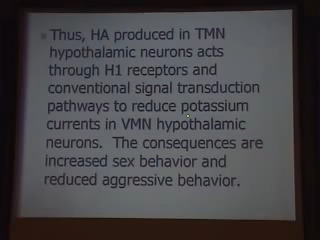 Thus, HA produced in TMN
hypothalamic neurons acts
through H1 receptors and
conventional signal transduction
pathways to reduce potassium
currents in VMN hypothalamic
neurons. The consequences are
increased sex behavior and
reduced aggressive behavior.